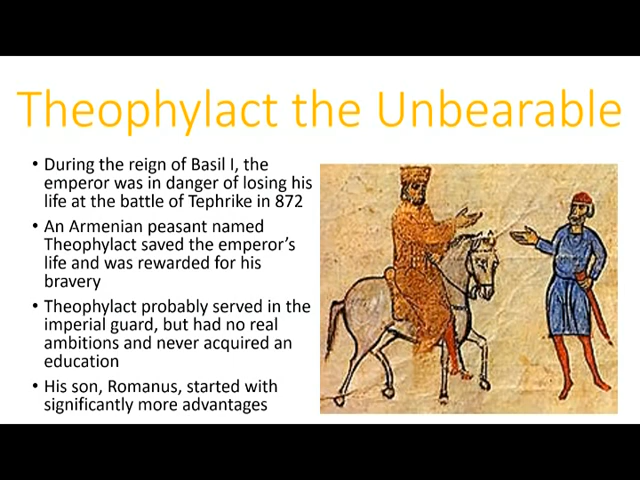 Theophylact the Unbearable
• During the reign of Basil I, the
emperor was in danger of losing his
life at the battle of Tephrike in 872
• An Armenian peasant named
Theophylact saved the emperor's
life and was rewarded for his
bravery
• Theophylact probably served in the
imperial guard, but had no real
ambitions and never acquired an
education
• His son, Romanus, started with
significantly more advantages